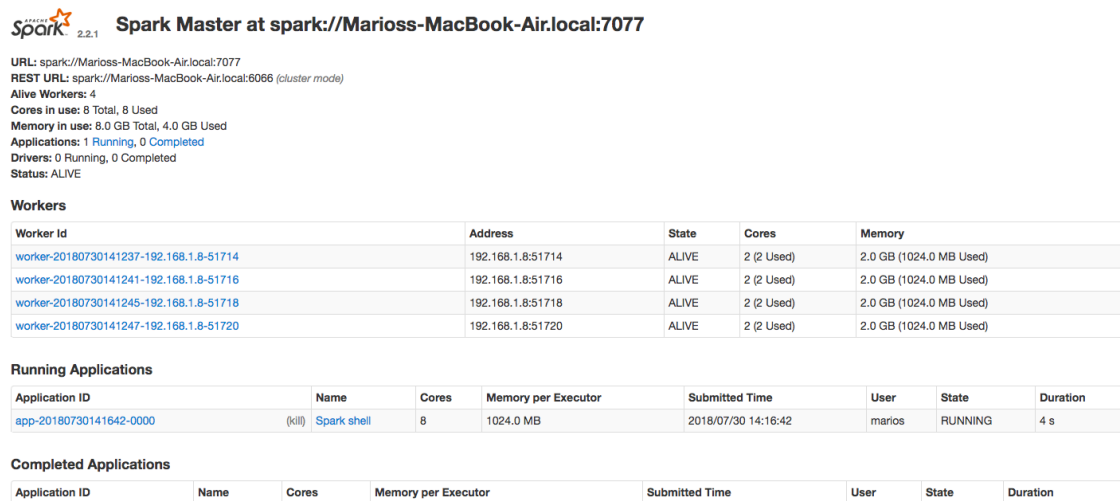 APACHE Spark 2.2.1 Spark Master at spark://Marioss-MacBook-Air.local:7077
URL: spark://Marioss-MacBook-Air.local:7077
REST URL: spark://Marioss-MacBook-Air.local:6066 (cluster mode)
Alive Workers: 4
Cores in use: 8 Total, 8 Used
Memory in use: 8.0 GB Total, 4.0 GB Used
Applications: 1 Running, 0 Completed
Drivers: 0 Running, 0 Completed
Status: ALIVE
Workers
Worker Id Address State Cores Memory
worker-20180730141237-192.168.1.8-51714 192.168.1.8:51714 ALIVE 2 (2 Used) 2.0 GB (1024.0 MB Used)
worker-20180730141241-192.168.1.8-51716 192.168.1.8:51716 ALIVE 2 (2 Used) 2.0 GB (1024.0 MB Used)
worker-20180730141245-192.168.1.8-51718 192.168.1.8:51718 ALIVE 2 (2 Used) 2.0 GB (1024.0 MB Used)
worker-20180730141247-192.168.1.8-51720 192.168.1.8:51720 ALIVE 2 (2 Used) 2.0 GB (1024.0 MB Used)
Running Applications
Application ID Name Cores Memory per Executor Submitted Time User State Duration
app-20180730141642-0000 (kill) Spark shell 8 1024.0 MB 2018/07/30 14:16:42 marios RUNNING 4 s
Completed Applications
Application ID Name Cores Memory per Executor Submitted Time User State Duration